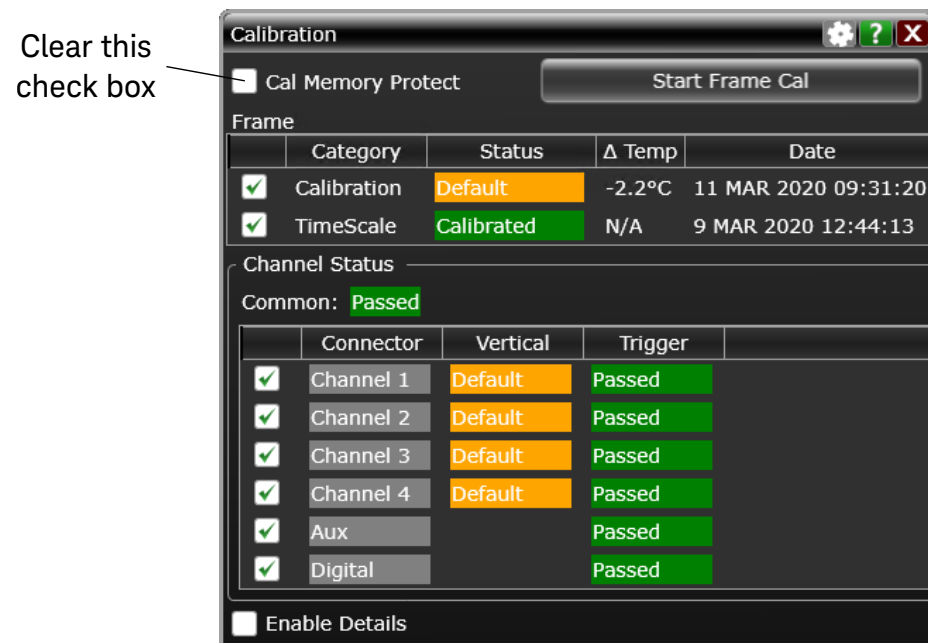 Clear this
check box
Calibration ? X
Cal Memory Protect Start Frame Cal
Frame
Category Status Δ Temp Date
Calibration Default -2.2°C 11 MAR 2020 09:31:20
TimeScale Calibrated N/A 9 MAR 2020 12:44:13
Channel Status
Common: Passed
Connector Vertical Trigger
Channel 1 Default Passed
Channel 2 Default Passed
Channel 3 Default Passed
Channel 4 Default Passed
Aux Passed
Digital Passed
Enable Details